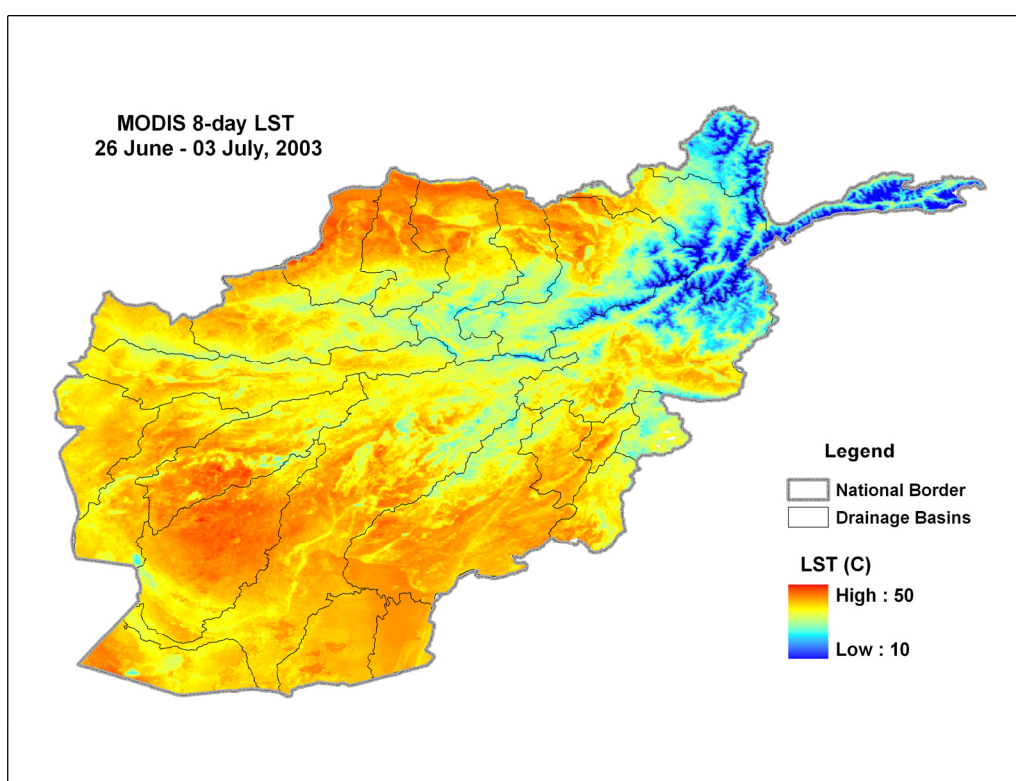 MODIS 8-day LST
26 June - 03 July, 2003
Legend
National Border
Drainage Basins
LST (C)
High : 50
Low : 10